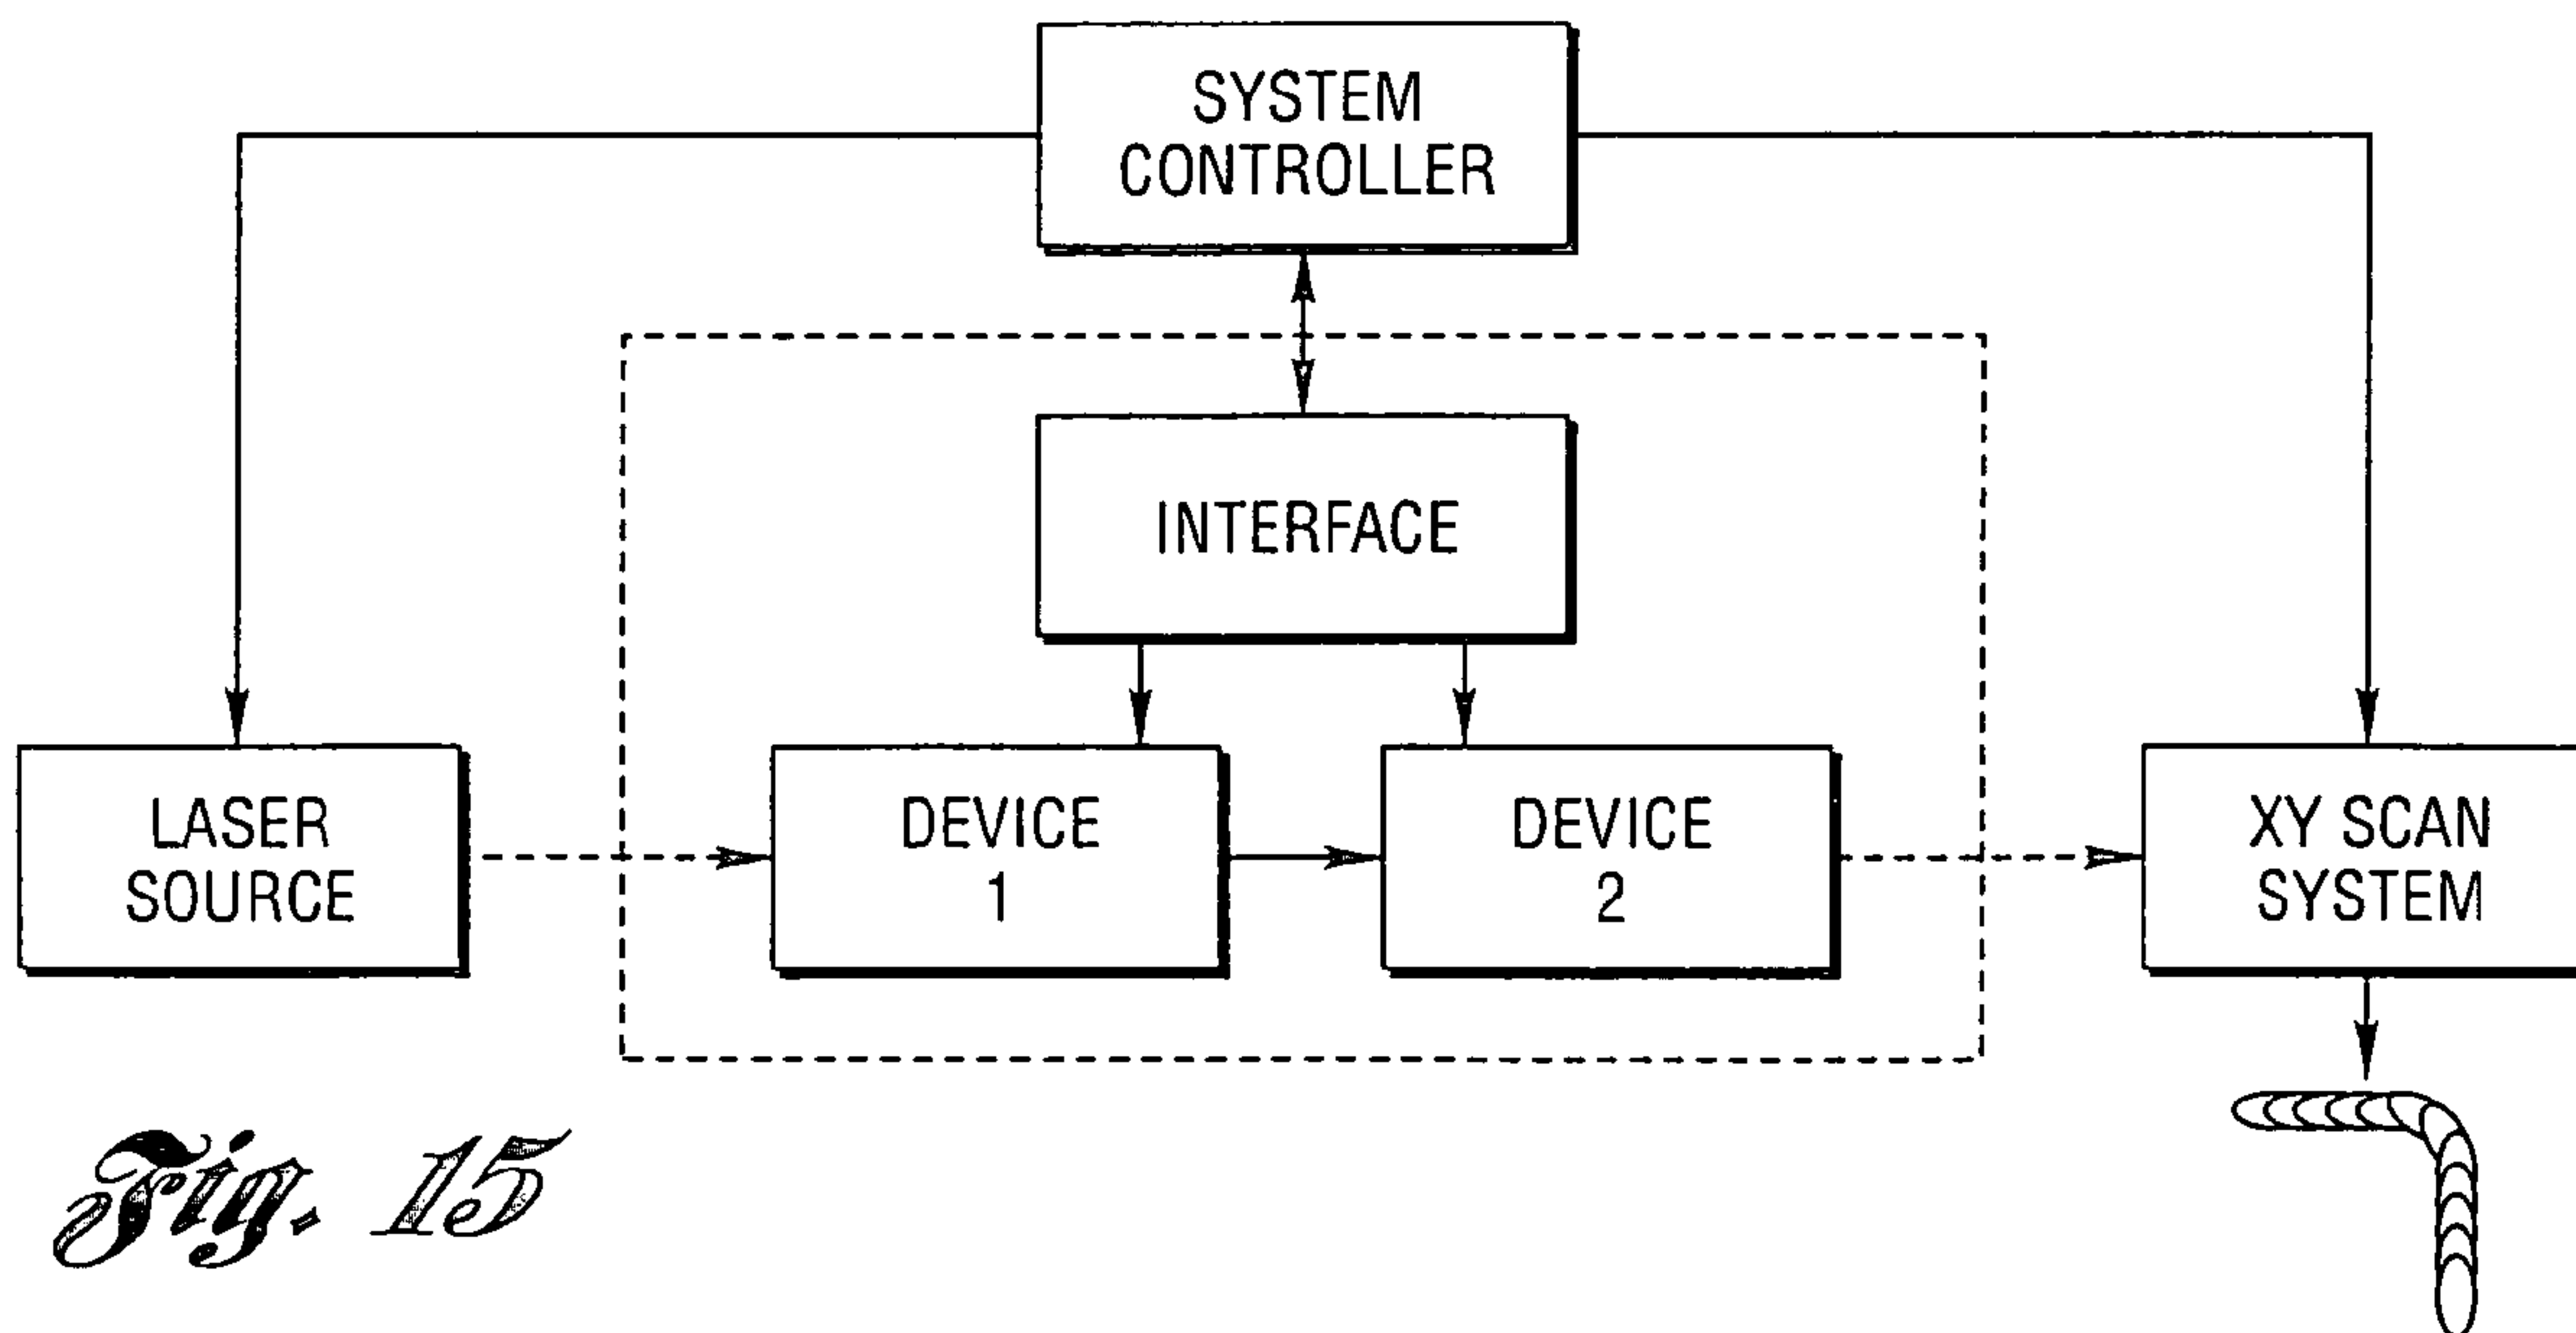 SYSTEM
CONTROLLER
INTERFACE
LASER
SOURCE
DEVICE
1
DEVICE
2
XY SCAN
SYSTEM
Fig. 15